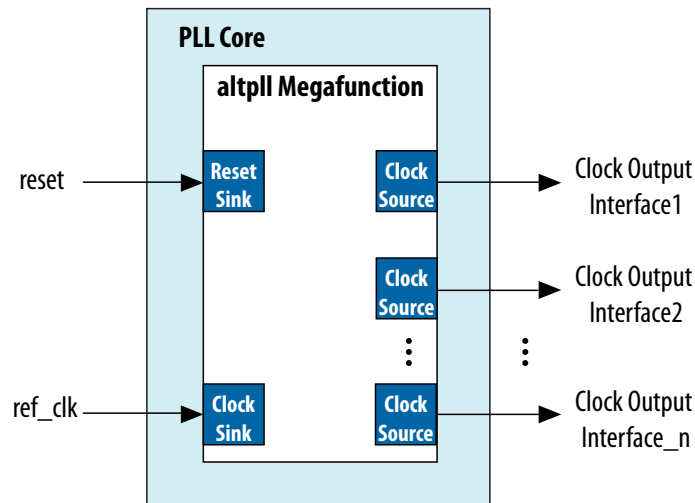 PLL Core
altpll Megafunction
reset
Reset
Sink
Clock
Source
Clock Output
Interface1
Clock
Source
Clock Output
Interface2
ref_clk
Clock
Sink
Clock
Source
Clock Output
Interface_n